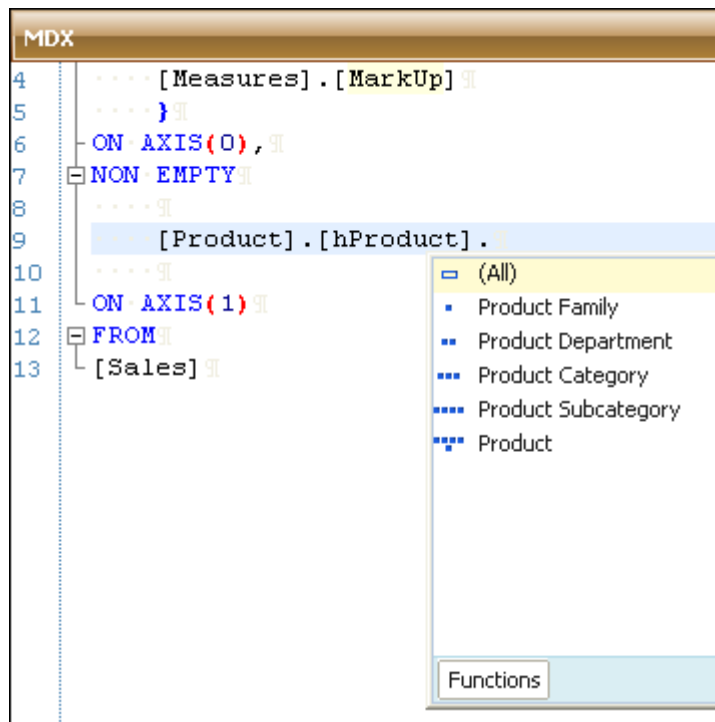 MDX
4 [Measures].[MarkUp]¶
5 }¶
6 ON AXIS(0),¶
7 NON EMPTY¶
8 ¶
9 [Product].[hProduct].¶
10 ¶
11 ON AXIS(1)¶
12 FROM¶
13 [Sales]¶
(All)
Product Family
Product Department
Product Category
Product Subcategory
Product
Functions